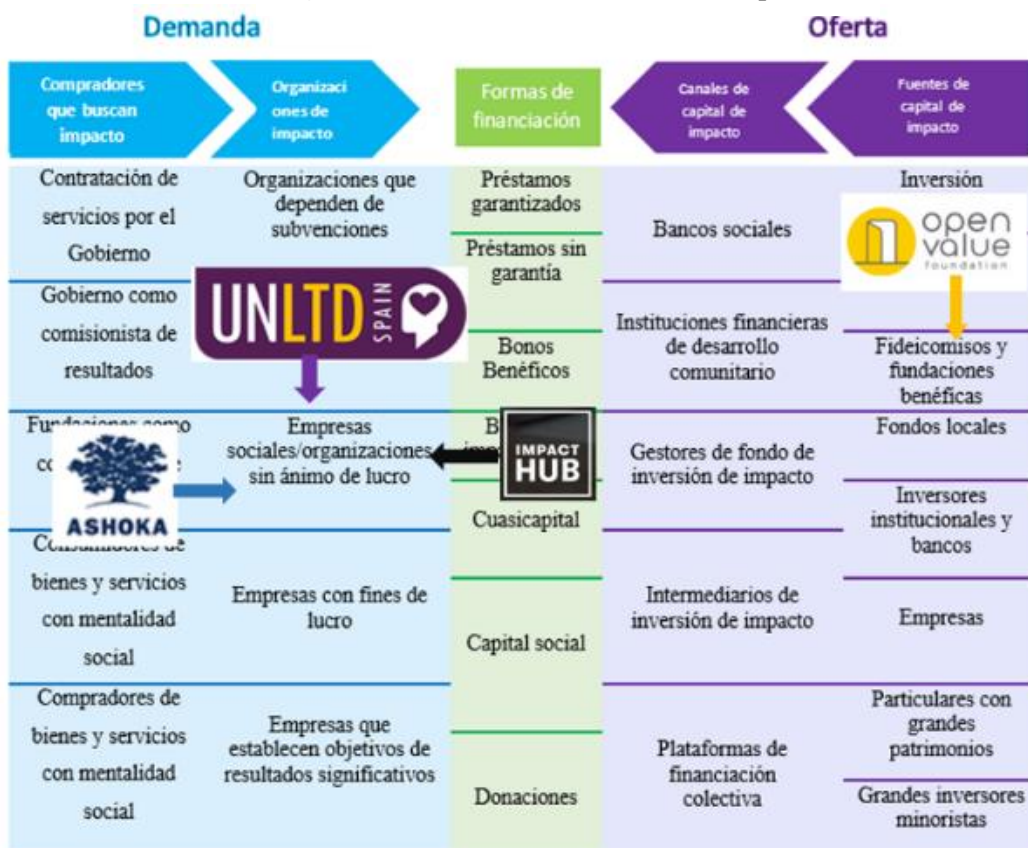 Demanda
Oferta
Compradores
que buscan
impacto
Organizaci
ones de
impacto
Formas de
financiación
Canales de
capital de
impacto
Fuentes de
capital de
impacto
Contratación de
servicios por el
Gobierno
Gobierno como
comisionista de
resultados
Consumidores de
bienes y servicios
con mentalidad
social
Compradores de
bienes y servicios
con mentalidad
social
Organizaciones que
dependen de
subvenciones
UNLTD
SPAIN
Empresas
sociales/organizaciones
sin ánimo de lucro
ASHOKA
Empresas con fines de
lucro
Empresas que
establecen objetivos de
resultados significativos
Préstamos
garantizados
Préstamos sin
garantía
Bonos
Benéficos
IMPACT
HUB
Cuasicapital
Capital social
Donaciones
Bancos sociales
Instituciones financieras
de desarrollo
comunitario
Gestores de fondo de
inversión de impacto
Intermediarios de
inversión de impacto
Plataformas de
financiación
colectiva
Inversión
open
value
foundation
Fideicomisos y
fundaciones
benéficas
Fondos locales
Inversores
institucionales y
bancos
Empresas
Particulares con
grandes
patrimonios
Grandes inversores
minoristas